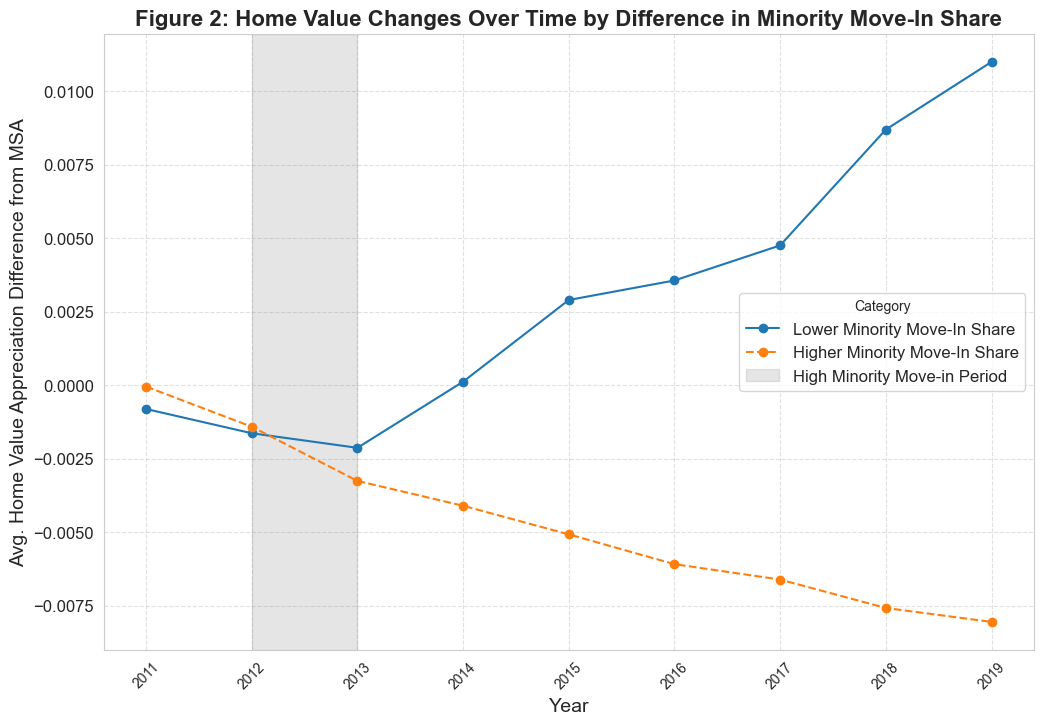 Figure 2: Home Value Changes Over Time by Difference in Minority Move-In Share
Avg. Home Value Appreciation Difference from MSA
0.0100
0.0075
0.0050
0.0025
0.0000
−0.0025
−0.0050
−0.0075
Category
Lower Minority Move-In Share
Higher Minority Move-In Share
High Minority Move-in Period
2011
2012
2013
2014
2015
2016
2017
2018
2019
Year